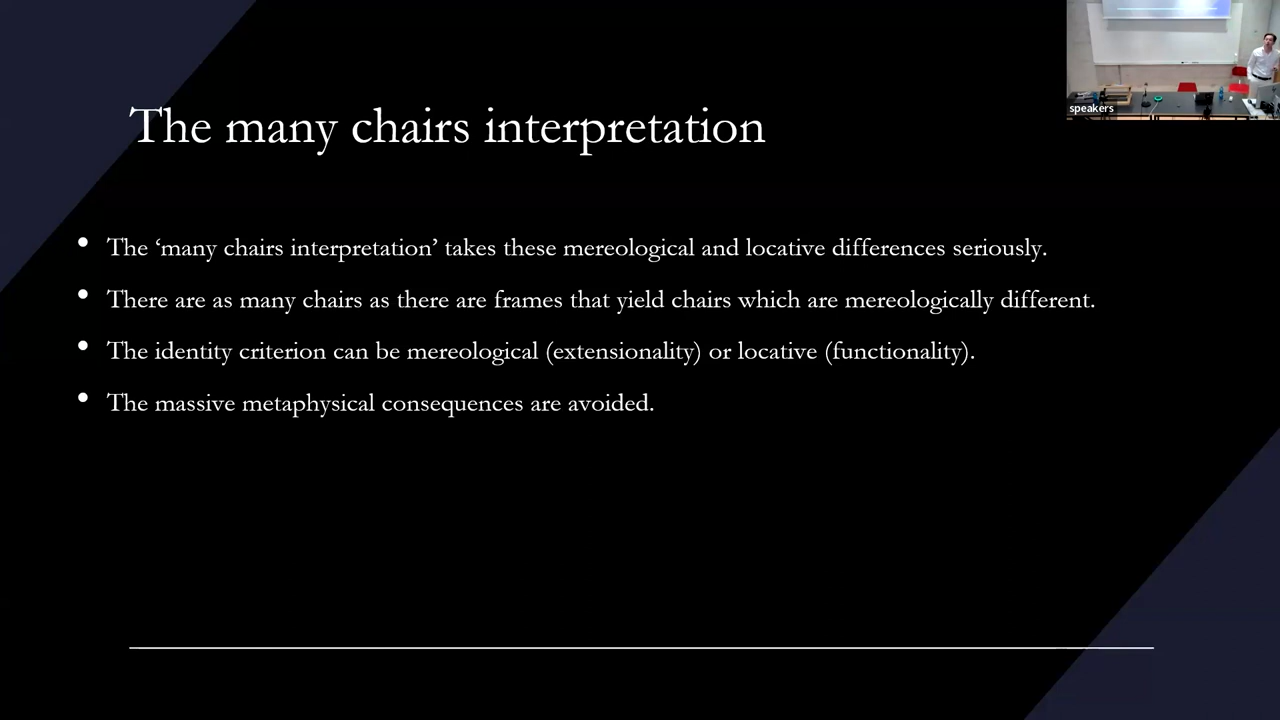 speakers
The many chairs interpretation
• The ‘many chairs interpretation’ takes these mereological and locative differences seriously.
• There are as many chairs as there are frames that yield chairs which are mereologically different.
• The identity criterion can be mereological (extensionality) or locative (functionality).
• The massive metaphysical consequences are avoided.